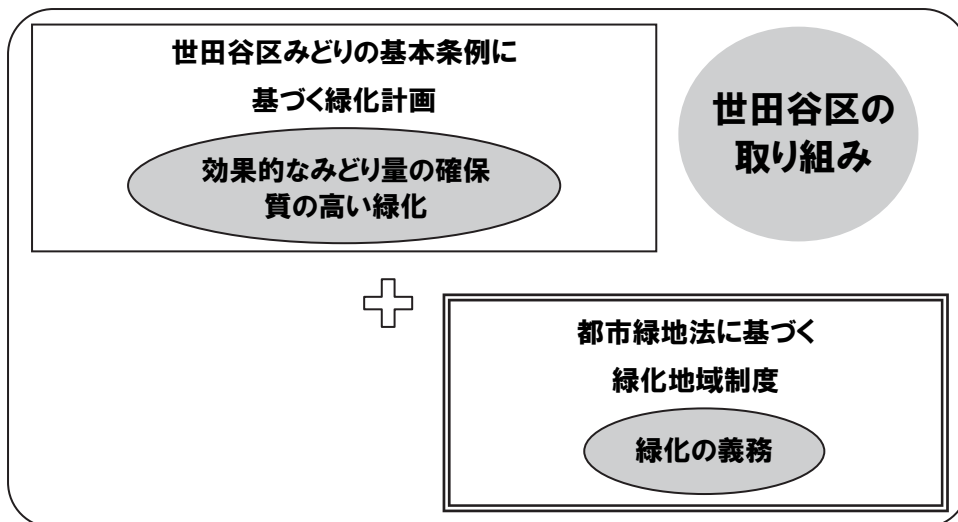 世田谷区みどりの基本条例に
基づく緑化計画
効果的なみどり量の確保
質の高い緑化
世田谷区の
取り組み
都市緑地法に基づく
緑化地域制度
緑化の義務